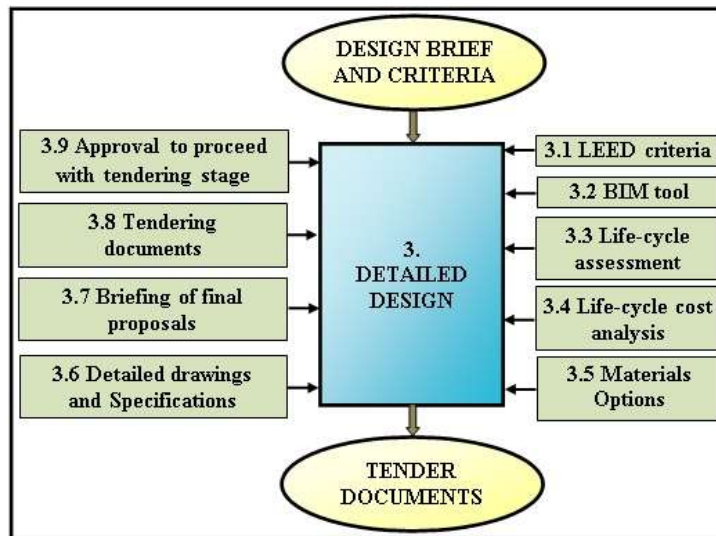 DESIGN BRIEF
AND CRITERIA
3.9 Approval to proceed
with tendering stage
3.8 Tendering
documents
3.7 Briefing of final
proposals
3.6 Detailed drawings
and Specifications
3.
DETAILED
DESIGN
3.1 LEED criteria
3.2 BIM tool
3.3 Life-cycle
assessment
3.4 Life-cycle cost
analysis
3.5 Materials
Options
TENDER
DOCUMENTS